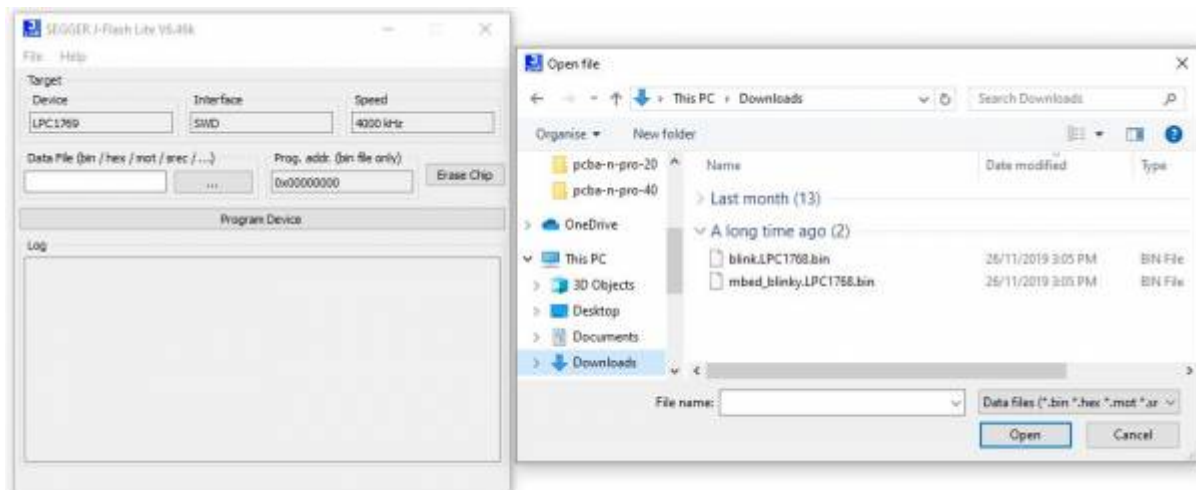 SEGGER J-Flash Lite V6.46k
File Help
Target
Device Interface Speed
LPC1769 SWD 4000 kHz
Data File (bin / hex / mot / srec / ...) Prog. addr. (bin file only)
... 0x00000000 Erase Chip
Program Device
Log
Open file
This PC Downloads Search Downloads
Organise New folder
pcba-n-pro-20
pcba-n-pro-40
OneDrive
This PC
3D Objects
Desktop
Documents
Downloads
Name Date modified Type
Last month (13)
A long time ago (2)
blink.LPC1768.bin 26/11/2019 3:05 PM BIN File
mbed_blinky.LPC1768.bin 26/11/2019 3:05 PM BIN File
File name: Data files (*.bin *.hex *.mot *.sr
Open Cancel